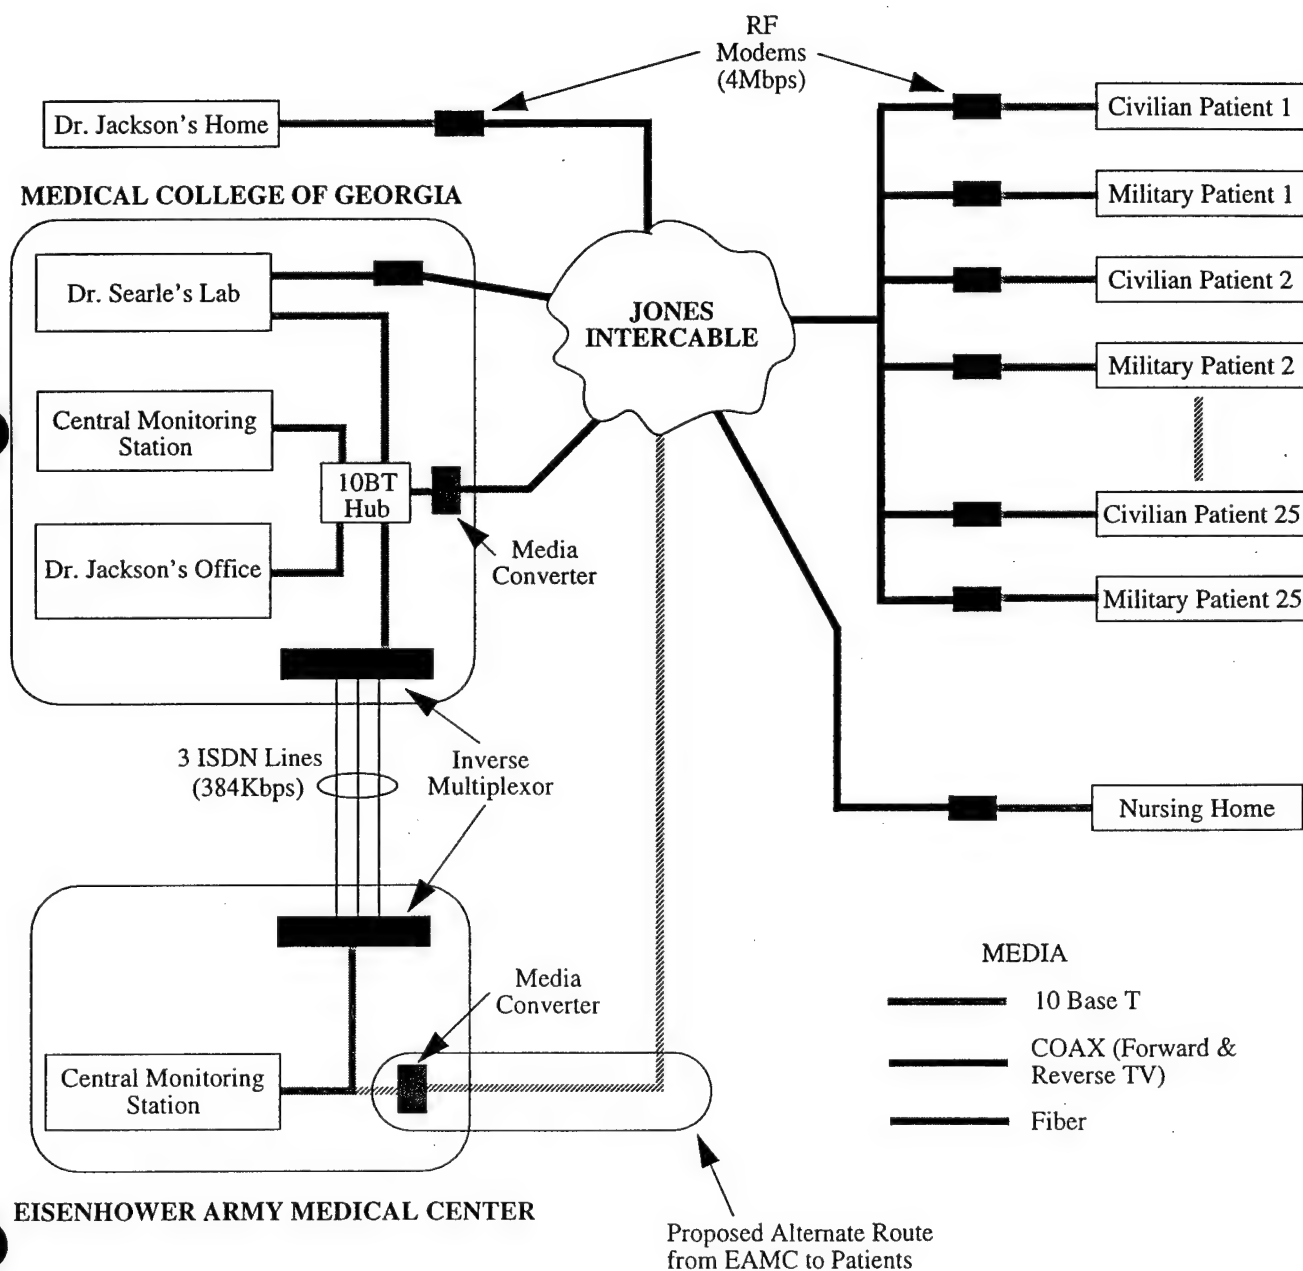 RF
Modems
(4Mbps)
Dr. Jackson's Home
Civilian Patient 1
MEDICAL COLLEGE OF GEORGIA
Military Patient 1
Dr. Searle's Lab
Civilian Patient 2
JONES
INTERCABLE
Military Patient 2
Central Monitoring
Station
10BT
Hub
Civilian Patient 25
Media
Converter
Dr. Jackson's Office
Military Patient 25
3 ISDN Lines
(384Kbps)
Inverse
Multiplexor
Nursing Home
MEDIA
Media
Converter
10 Base T
COAX (Forward &
Reverse TV)
Central Monitoring
Station
Fiber
EISENHOWER ARMY MEDICAL CENTER
Proposed Alternate Route
from EAMC to Patients